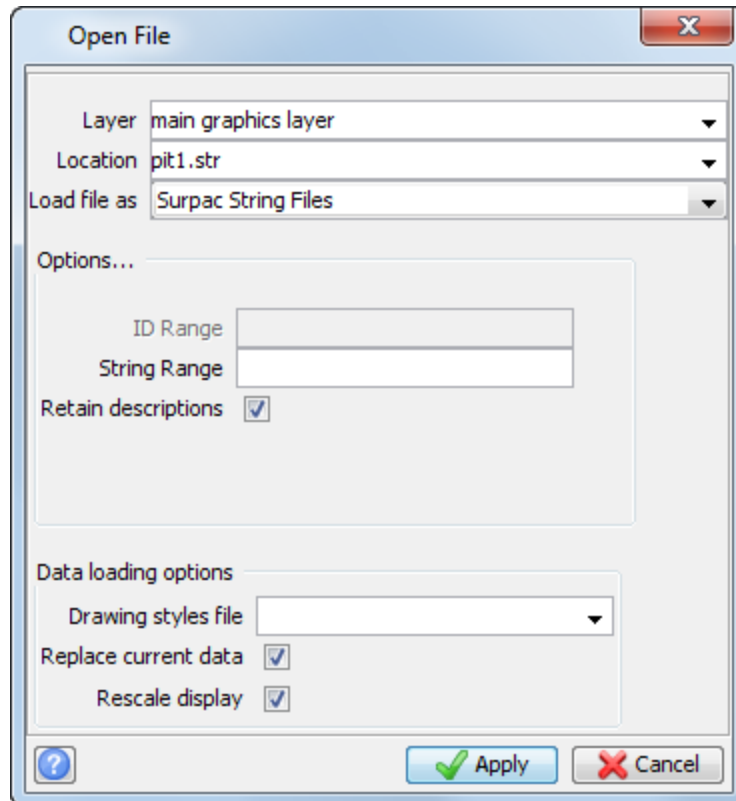 Open File
Layer main graphics layer
Location pit1.str
Load file as Surpac String Files
Options...
ID Range
String Range
Retain descriptions
Data loading options
Drawing styles file
Replace current data
Rescale display
? Apply Cancel